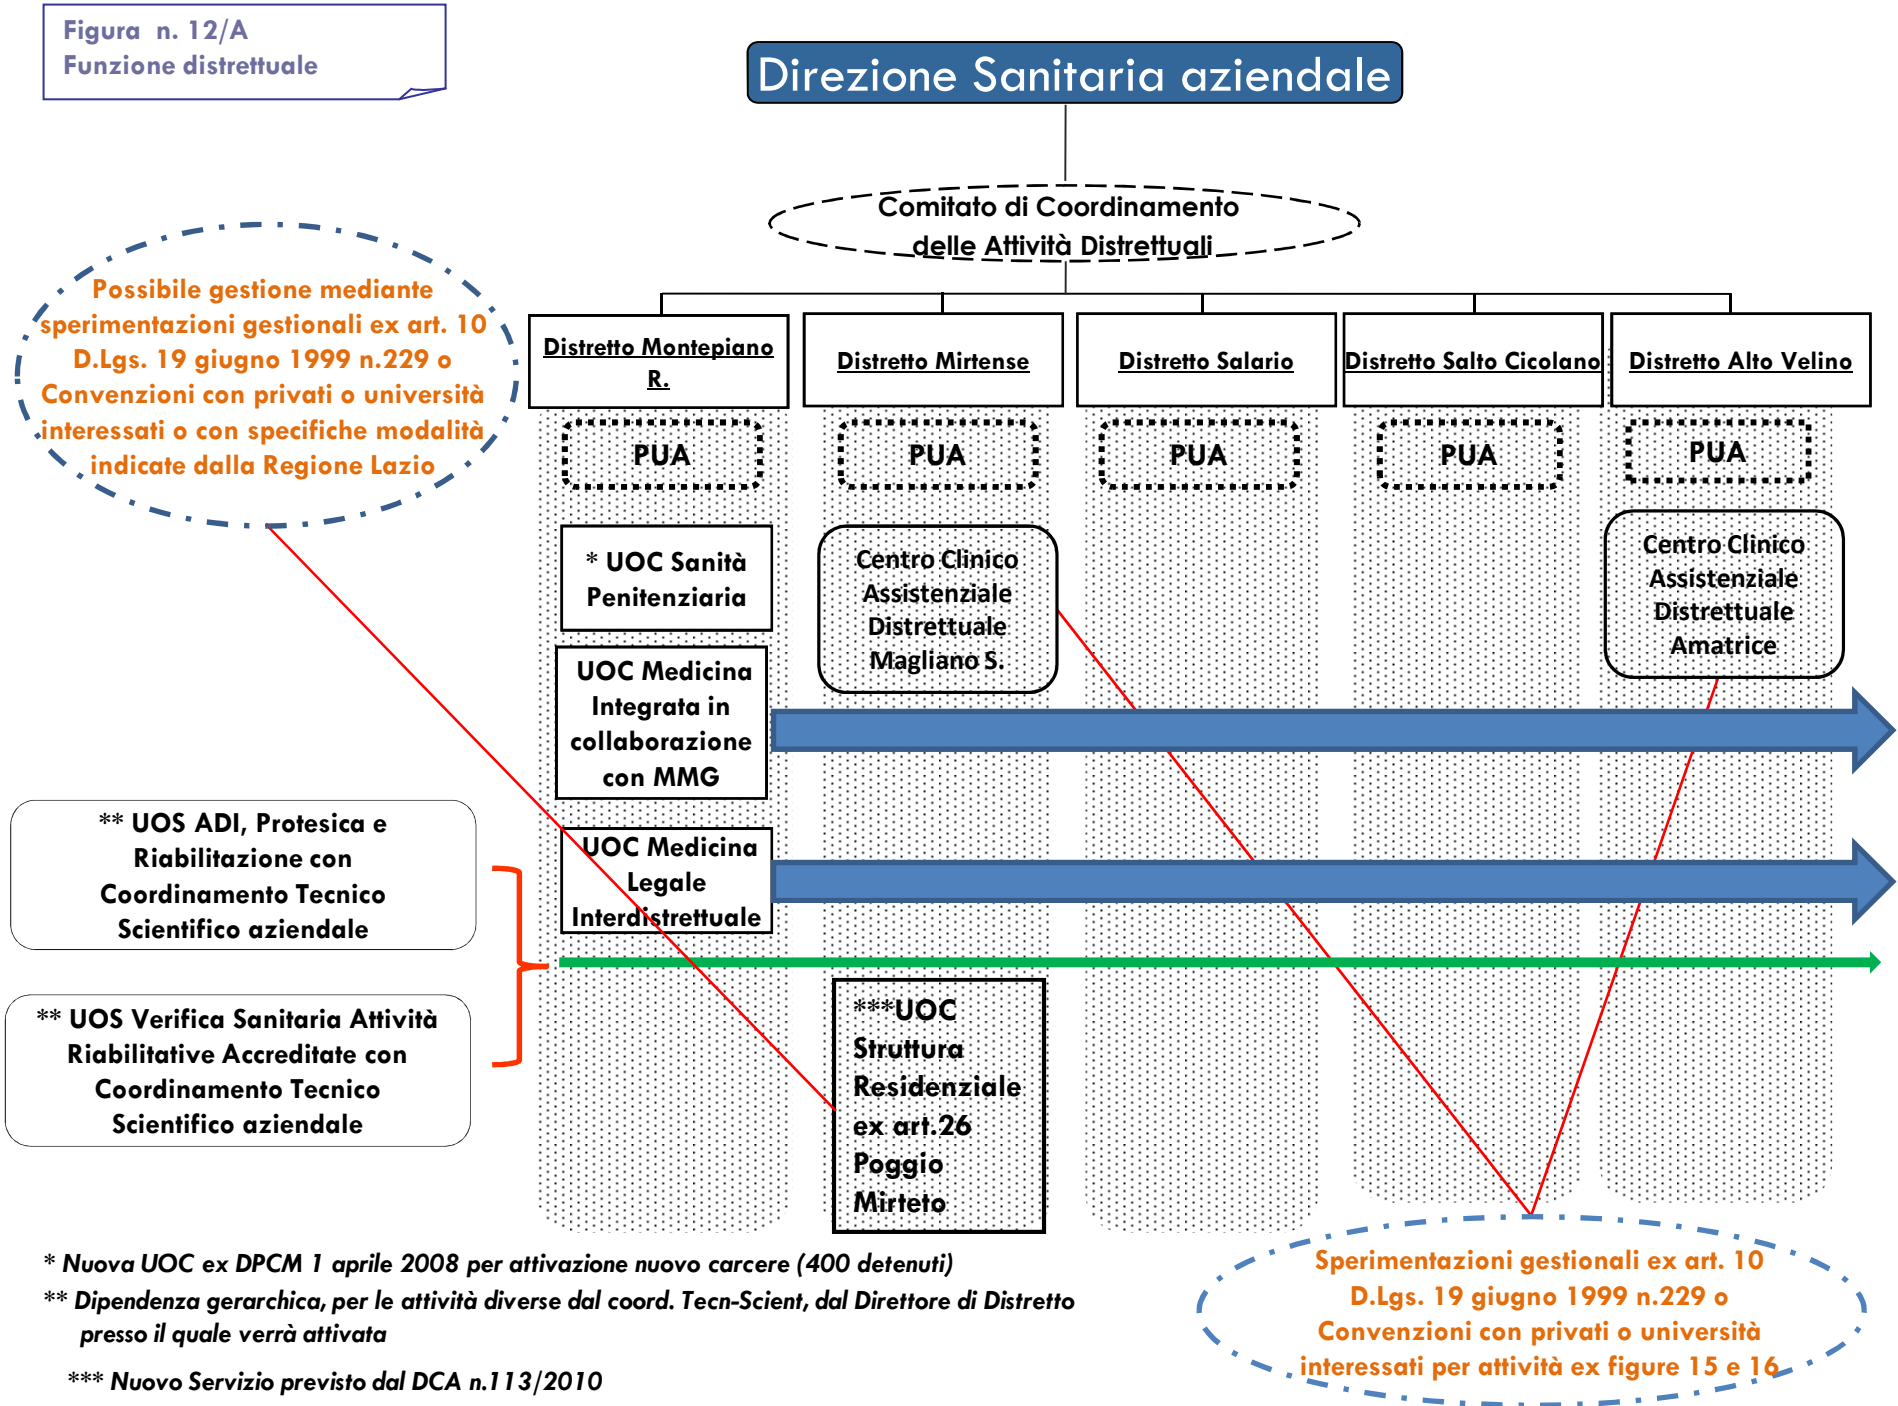 Figura n. 12/A
Funzione distrettuale
Direzione Sanitaria aziendale
Comitato di Coordinamento
delle Attività Distrettuali
Possibile gestione mediante
sperimentazioni gestionali ex art. 10
D.Lgs. 19 giugno 1999 n.229 o
Convenzioni con privati o università
interessati o con specifiche modalità
indicate dalla Regione Lazio
Distretto Montepiano
R.
Distretto Mirtense
Distretto Salario
Distretto Salto Cicolano
Distretto Alto Velino
PUA
PUA
PUA
PUA
PUA
* UOC Sanità
Penitenziaria
Centro Clinico
Assistenziale
Distrettuale
Magliano S.
Centro Clinico
Assistenziale
Distrettuale
Amatrice
UOC Medicina
Integrata in
collaborazione
con MMG
** UOS ADI, Protesica e
Riabilitazione con
Coordinamento Tecnico
Scientifico aziendale
UOC Medicina
Legale
Interdistrettuale
** UOS Verifica Sanitaria Attività
Riabilitative Accreditate con
Coordinamento Tecnico
Scientifico aziendale
***UOC
Struttura
Residenziale
ex art.26
Poggio
Mirteto
* Nuova UOC ex DPCM 1 aprile 2008 per attivazione nuovo carcere (400 detenuti)
** Dipendenza gerarchica, per le attività diverse dal coord. Tecn-Scient, dal Direttore di Distretto
presso il quale verrà attivata
*** Nuovo Servizio previsto dal DCA n.113/2010
Sperimentazioni gestionali ex art. 10
D.Lgs. 19 giugno 1999 n.229 o
Convenzioni con privati o università
interessati per attività ex figure 15 e 16